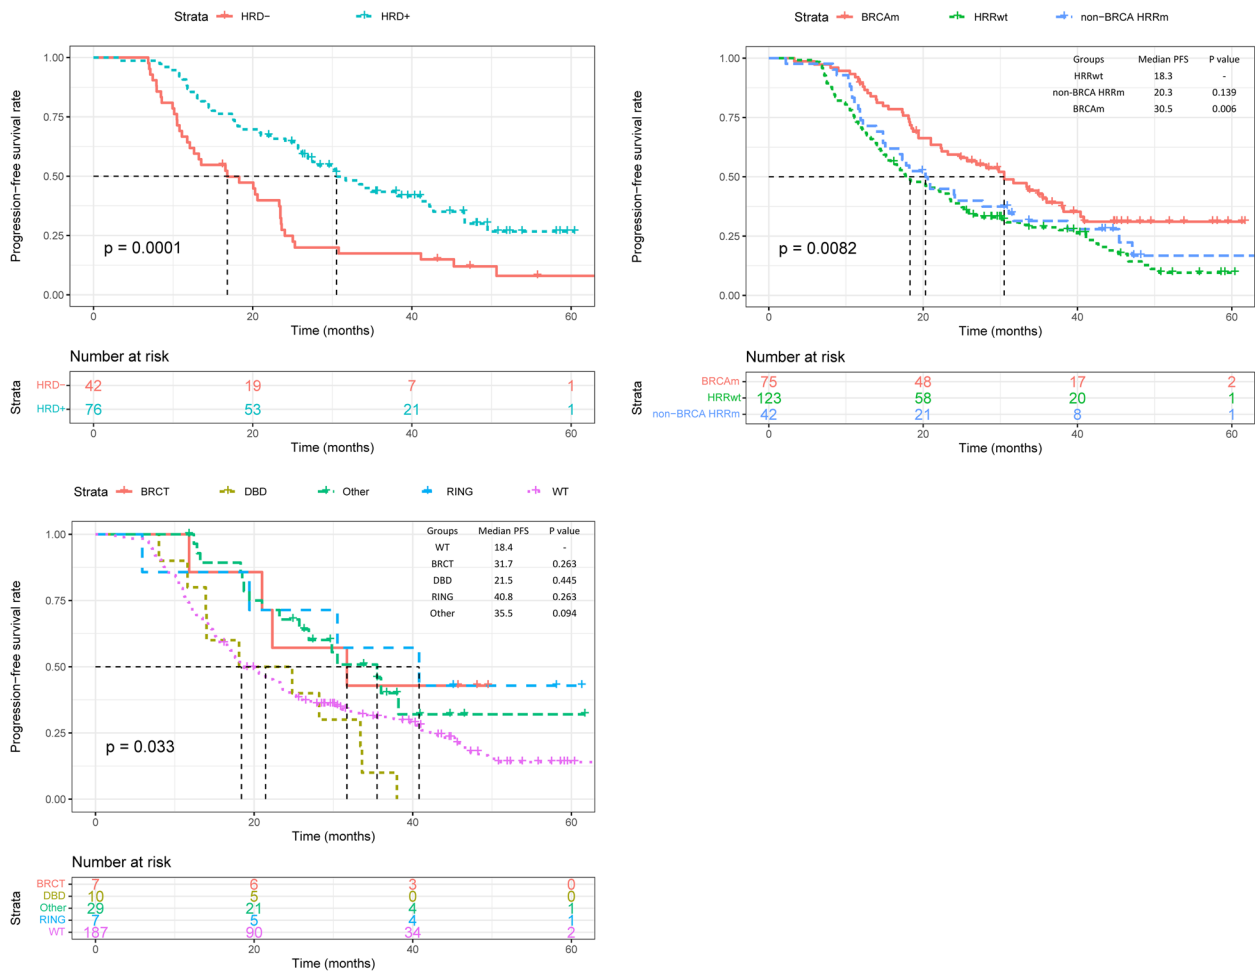 Strata HRD− HRD+
Progression−free survival rate
1.00
0.75
0.50
0.25
0.00
p = 0.0001
0 20 40 60
Time (months)
Number at risk
Strata
HRD− 42 19 7 1
HRD+ 76 53 21 1
0 20 40 60
Time (months)
Strata BRCAm HRRwt non−BRCA HRRm
Progression−free survival rate
1.00
0.75
0.50
0.25
0.00
Groups Median PFS P value
HRRwt 18.3 -
non-BRCA HRRm 20.3 0.139
BRCAm 30.5 0.006
p = 0.0082
0 20 40 60
Time (months)
Number at risk
Strata
BRCAm 75 48 17 2
HRRwt 123 58 20 1
non−BRCA HRRm 42 21 8 1
0 20 40 60
Time (months)
Strata BRCT DBD Other RING WT
Progression−free survival rate
1.00
0.75
0.50
0.25
0.00
Groups Median PFS P value
WT 18.4 -
BRCT 31.7 0.263
DBD 21.5 0.445
RING 40.8 0.263
Other 35.5 0.094
p = 0.033
0 20 40 60
Time (months)
Number at risk
Strata
BRCT 7 6 3 0
DBD 10 5 0 0
Other 29 21 4 1
RING 7 5 4 1
WT 187 90 34 2
0 20 40 60
Time (months)